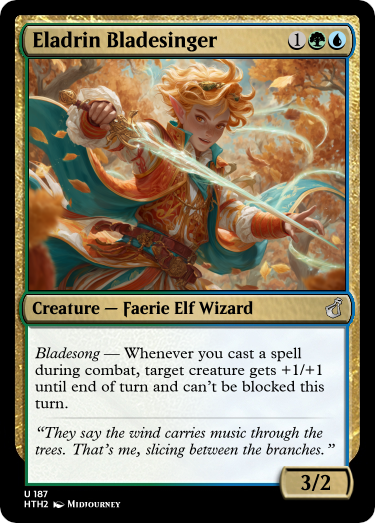 Eladrin Bladesinger 1
Creature — Faerie Elf Wizard
Bladesong — Whenever you cast a spell
during combat, target creature gets +1/+1
until end of turn and can't be blocked this
turn.
“They say the wind carries music through the
trees. That's me, slicing between the branches.”
3/2
U 187
HTH2 Midjourney